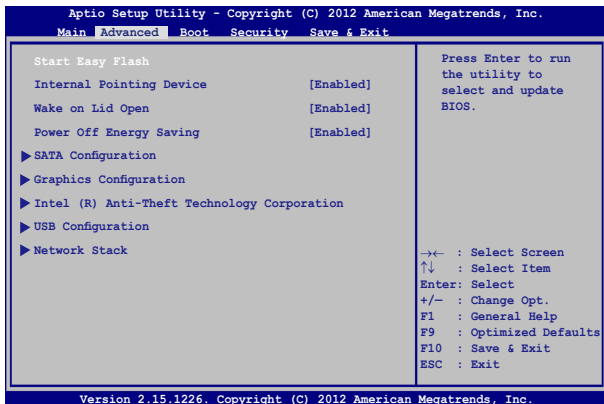 Aptio Setup Utility - Copyright (C) 2012 American Megatrends, Inc.
Main Advanced Boot Security Save & Exit
Start Easy Flash
Internal Pointing Device [Enabled]
Wake on Lid Open [Enabled]
Power Off Energy Saving [Enabled]
SATA Configuration
Graphics Configuration
Intel (R) Anti-Theft Technology Corporation
USB Configuration
Network Stack
Press Enter to run
the utility to
select and update
BIOS.
→← : Select Screen
↑↓ : Select Item
Enter: Select
+/— : Change Opt.
F1 : General Help
F9 : Optimized Defaults
F10 : Save & Exit
ESC : Exit
Version 2.15.1226. Copyright (C) 2012 American Megatrends, Inc.